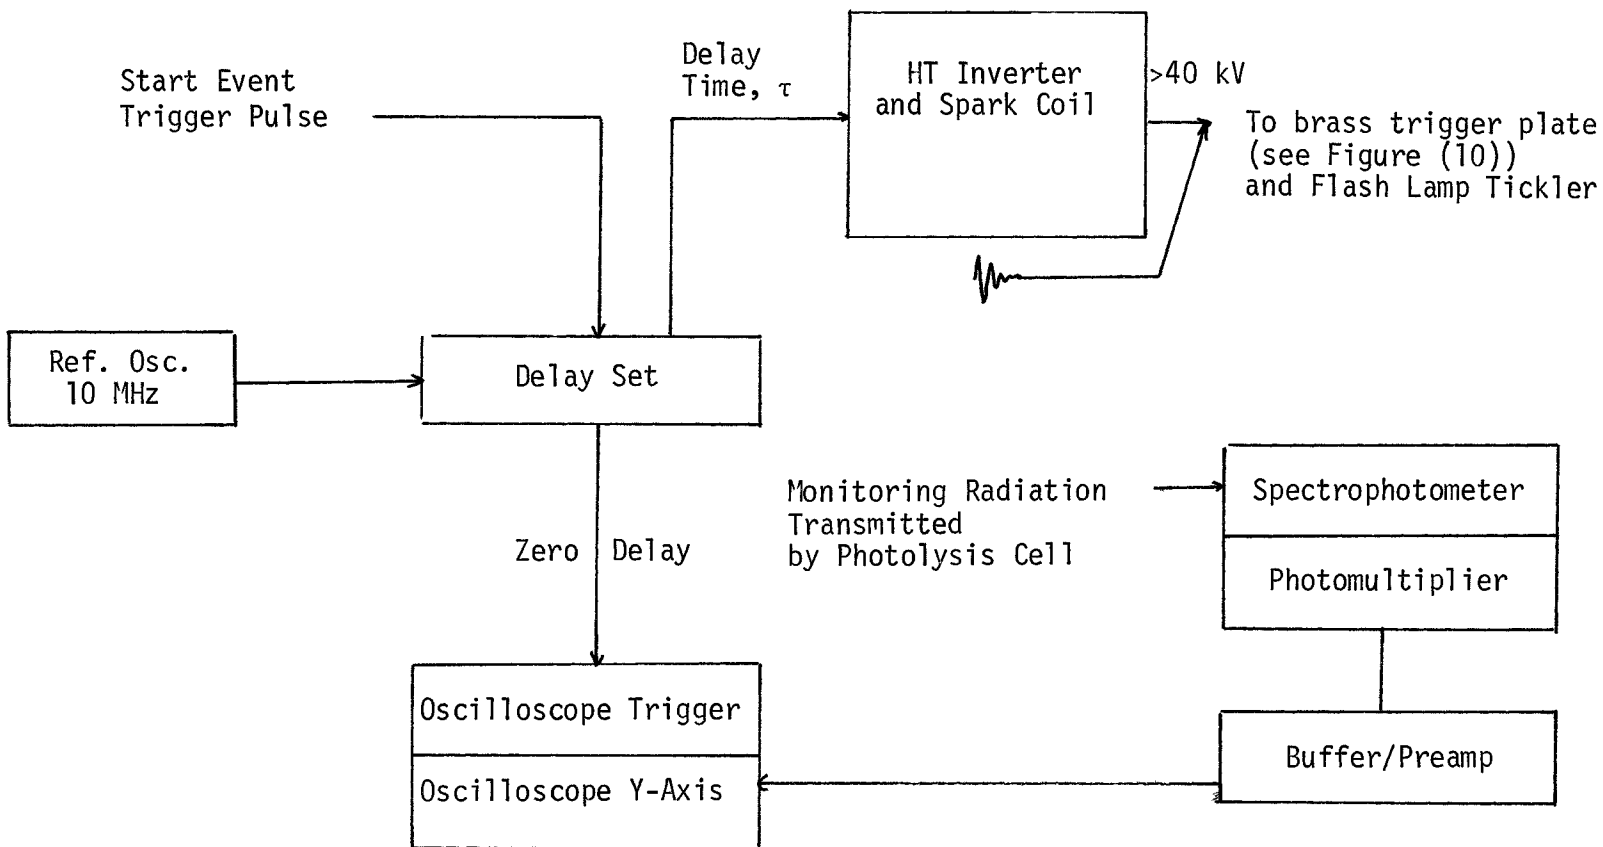 Start Event
Trigger Pulse
Delay
Time, τ
HT Inverter
and Spark Coil
>40 kV
To brass trigger plate
(see Figure (10))
and Flash Lamp Tickler
Ref. Osc.
10 MHz
Delay Set
Zero Delay
Monitoring Radiation
Transmitted
by Photolysis Cell
Spectrophotometer
Photomultiplier
Oscilloscope Trigger
Oscilloscope Y-Axis
Buffer/Preamp